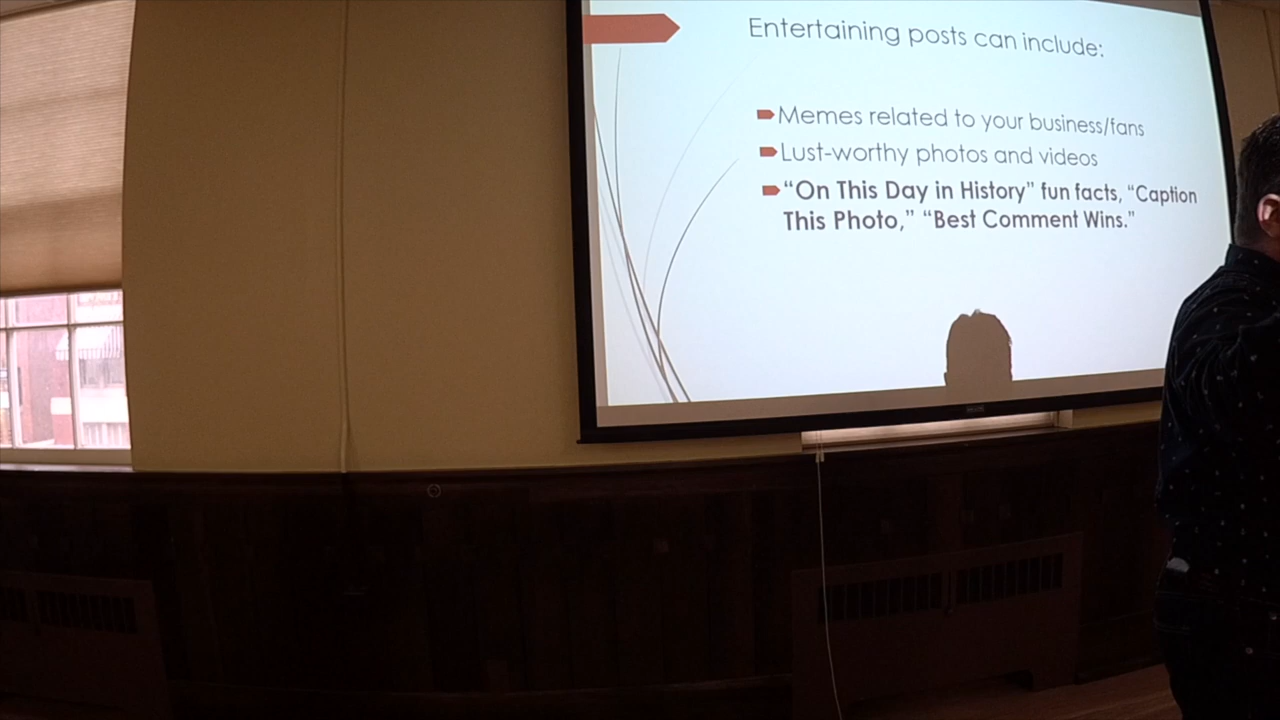 Entertaining posts can include:
Memes related to your business/fans
Lust-worthy photos and videos
“On This Day in History” fun facts, “Caption
This Photo,” “Best Comment Wins.”